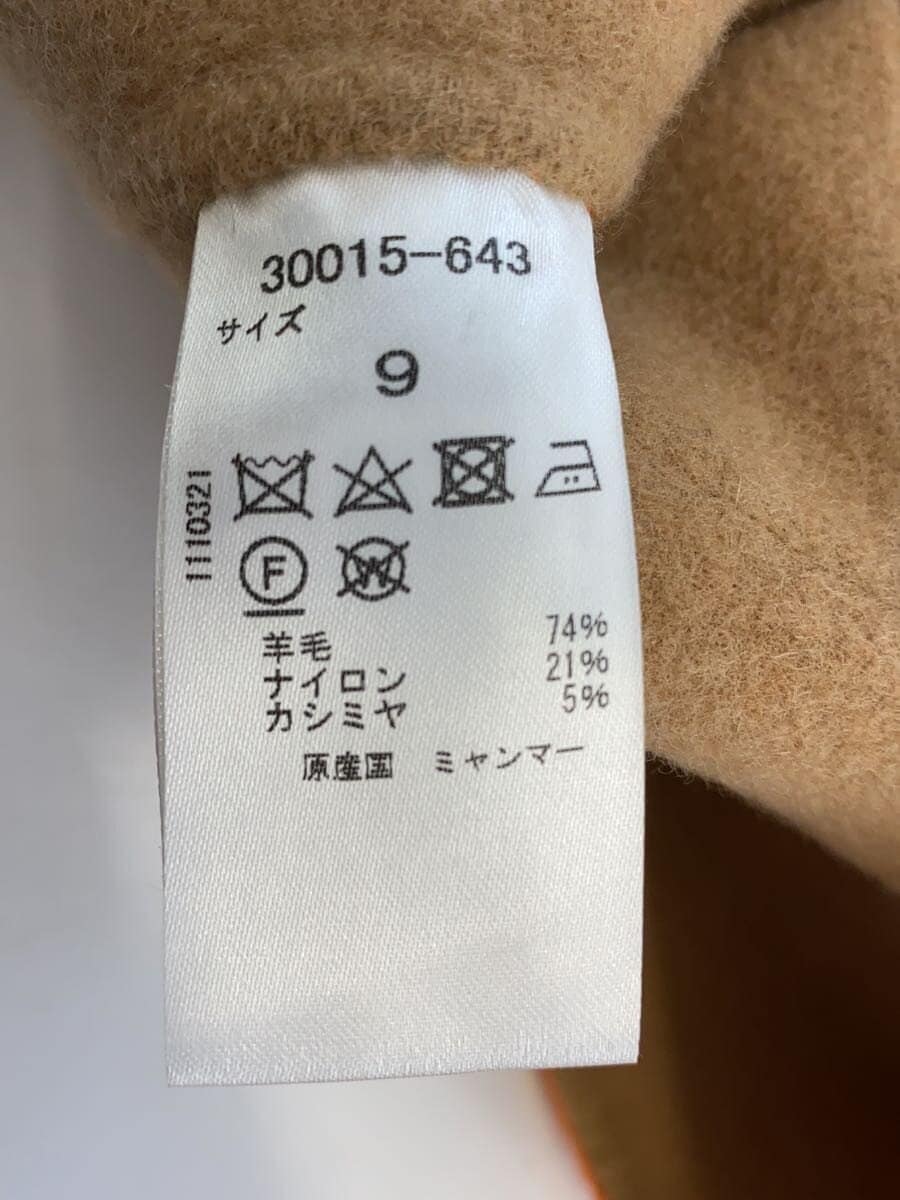 30015-643
サイズ
9
1110321
F
W
羊毛 74%
ナイロン 21%
カシミヤ 5%
原産国 ミャンマー